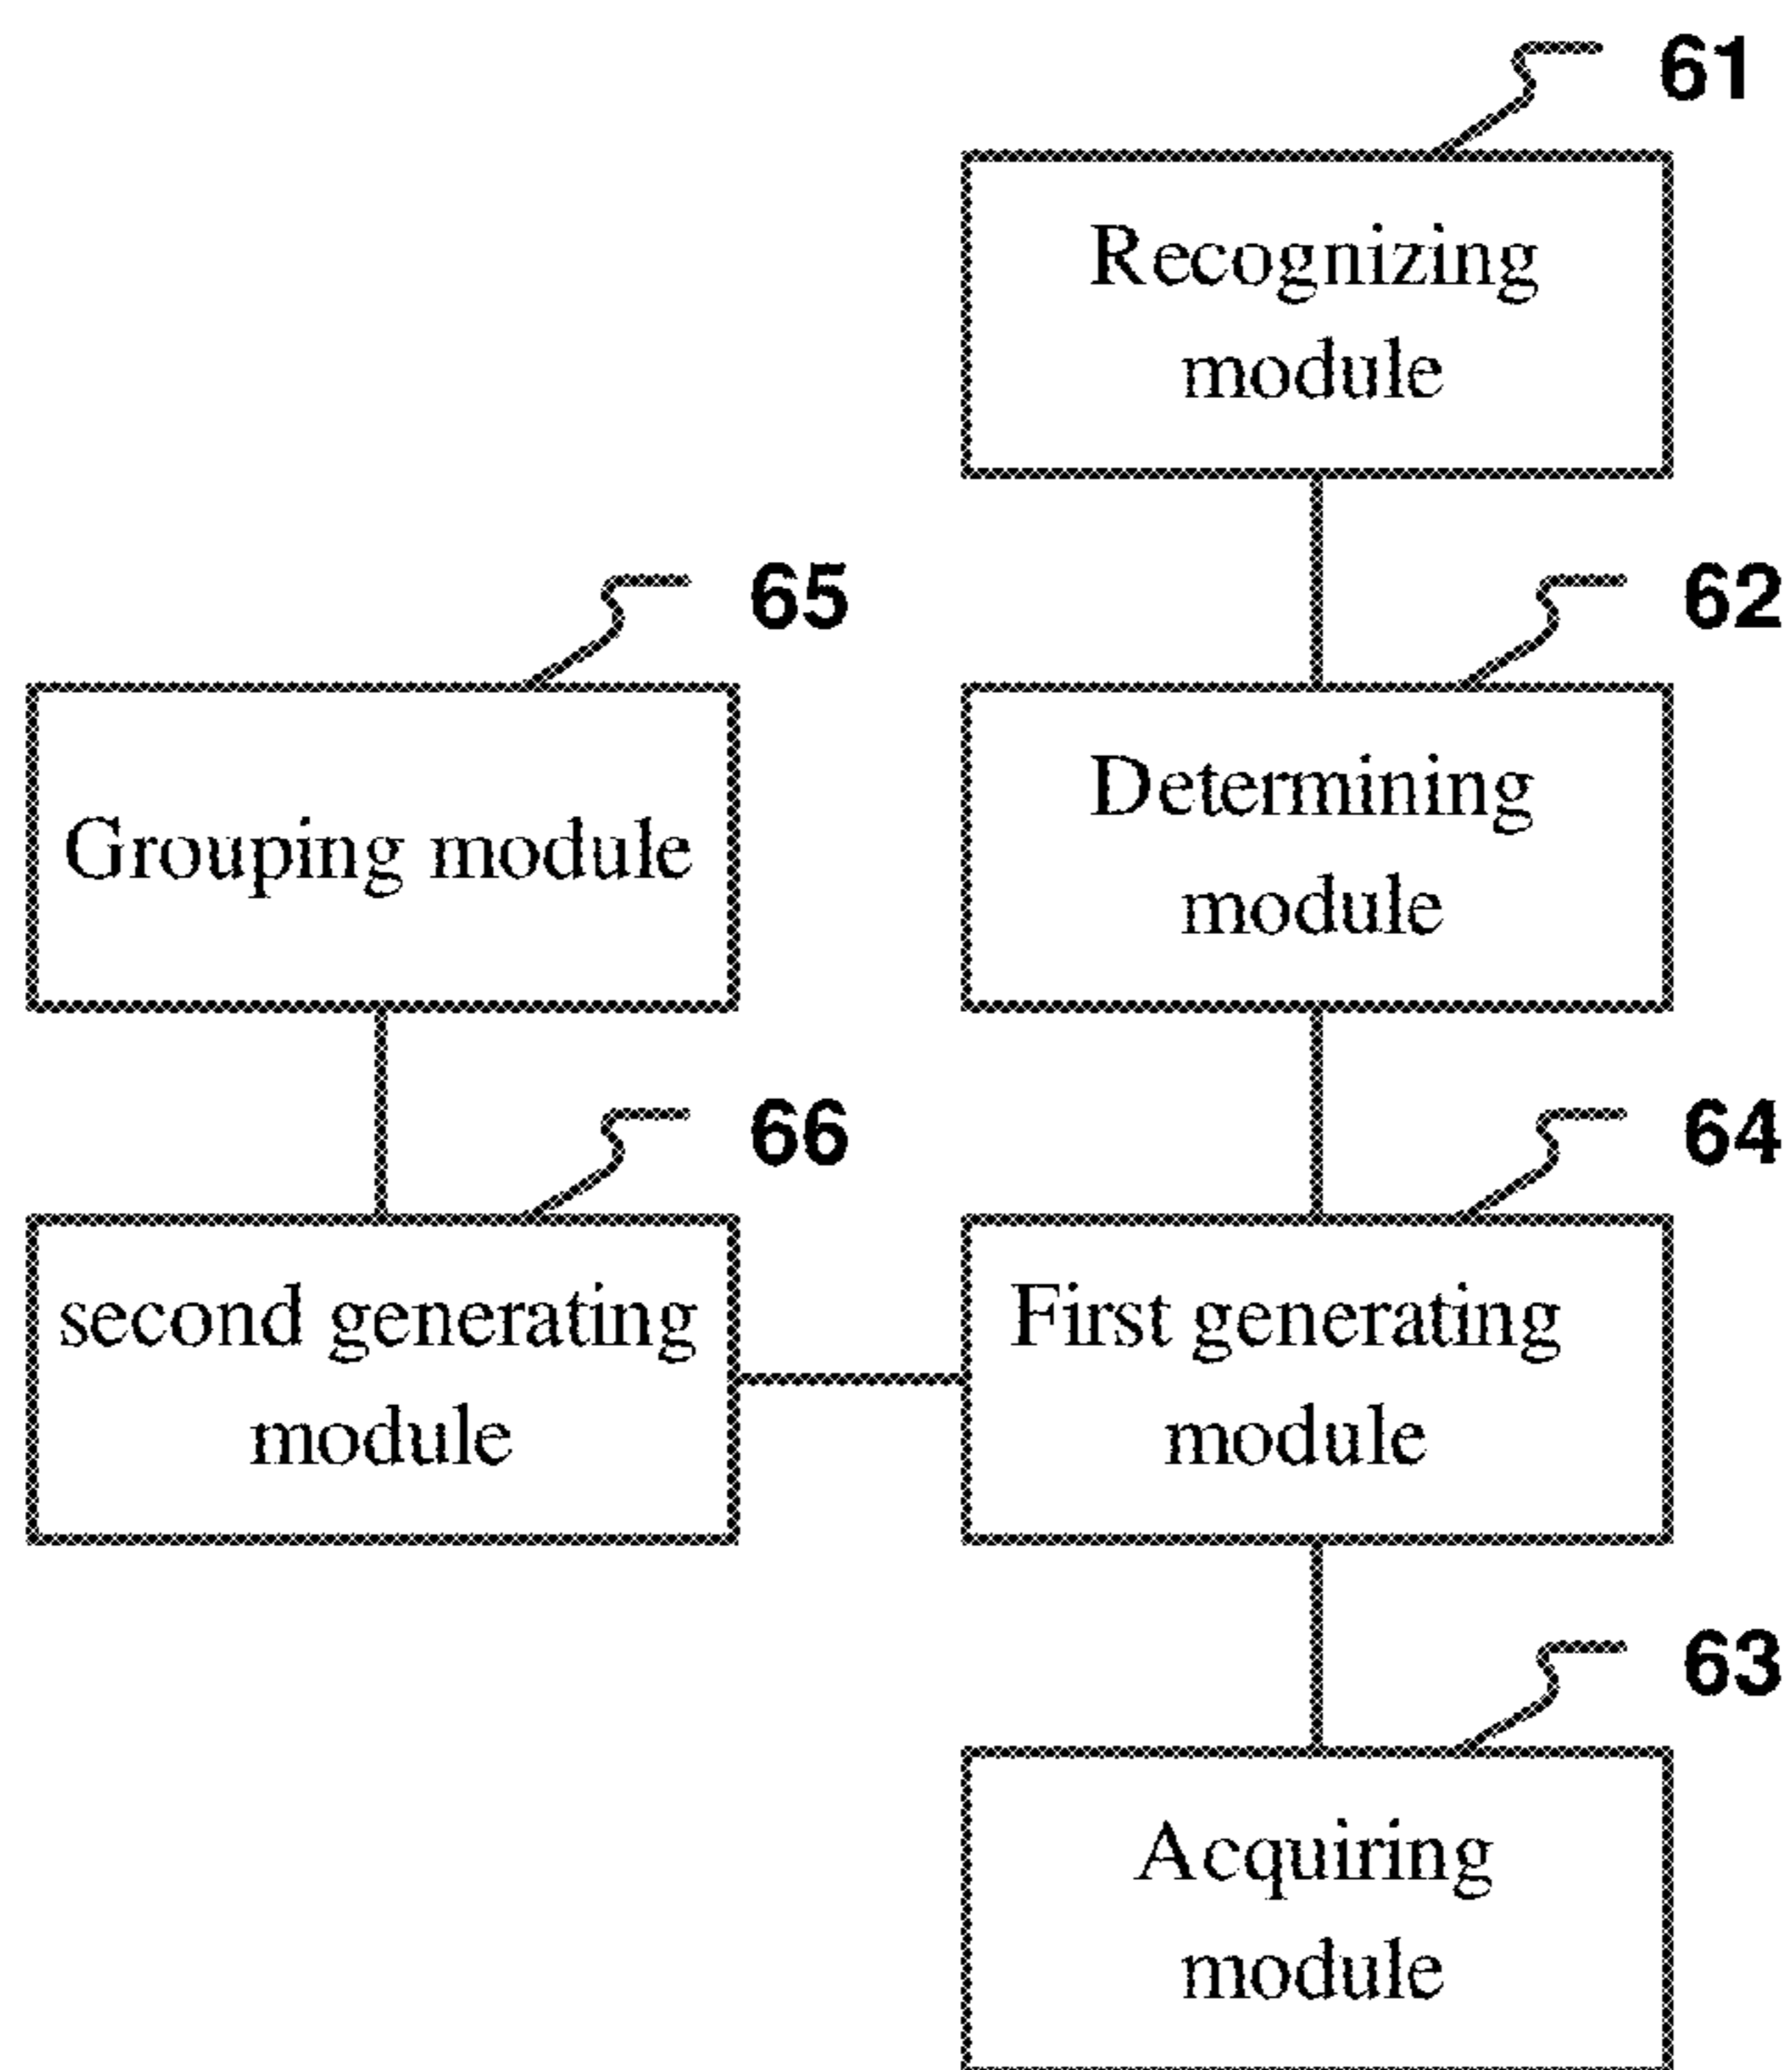 61
Recognizing
module
65
62
Grouping module
Determining
module
66
64
second generating
module
First generating
module
63
Acquiring
module